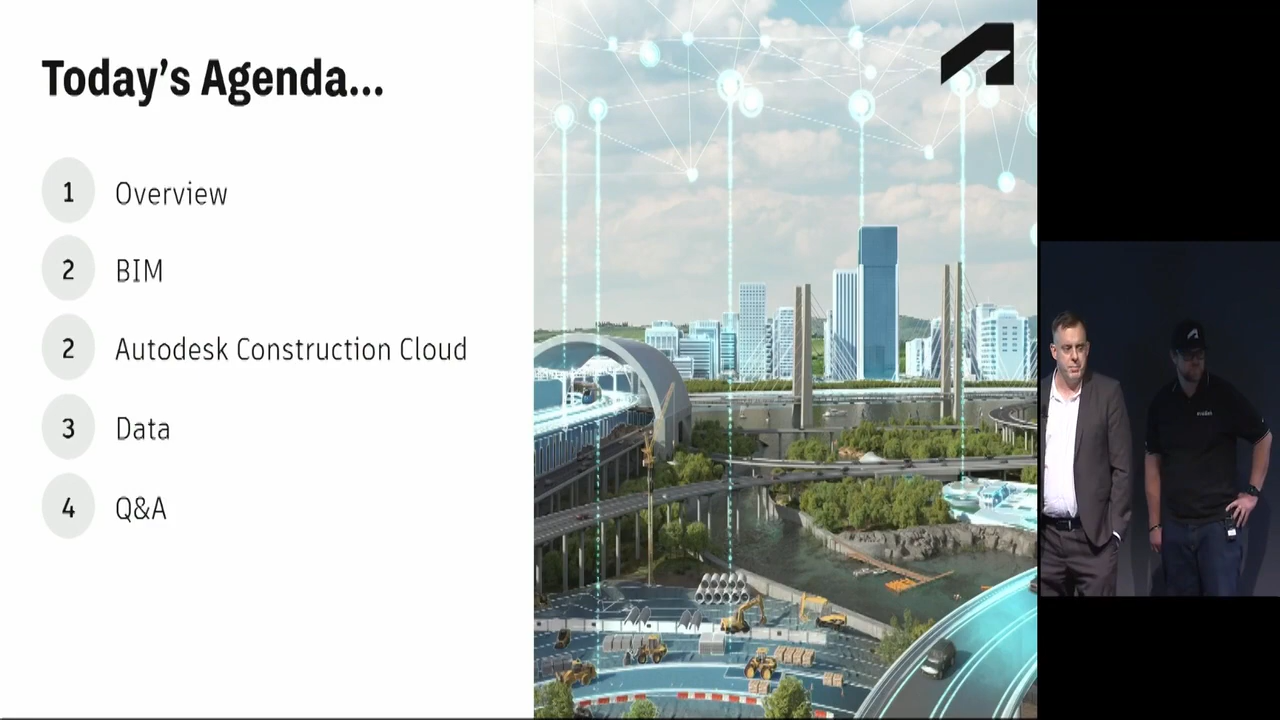 Today's Agenda...
1 Overview
2 BIM
2 Autodesk Construction Cloud
3 Data
4 Q&A